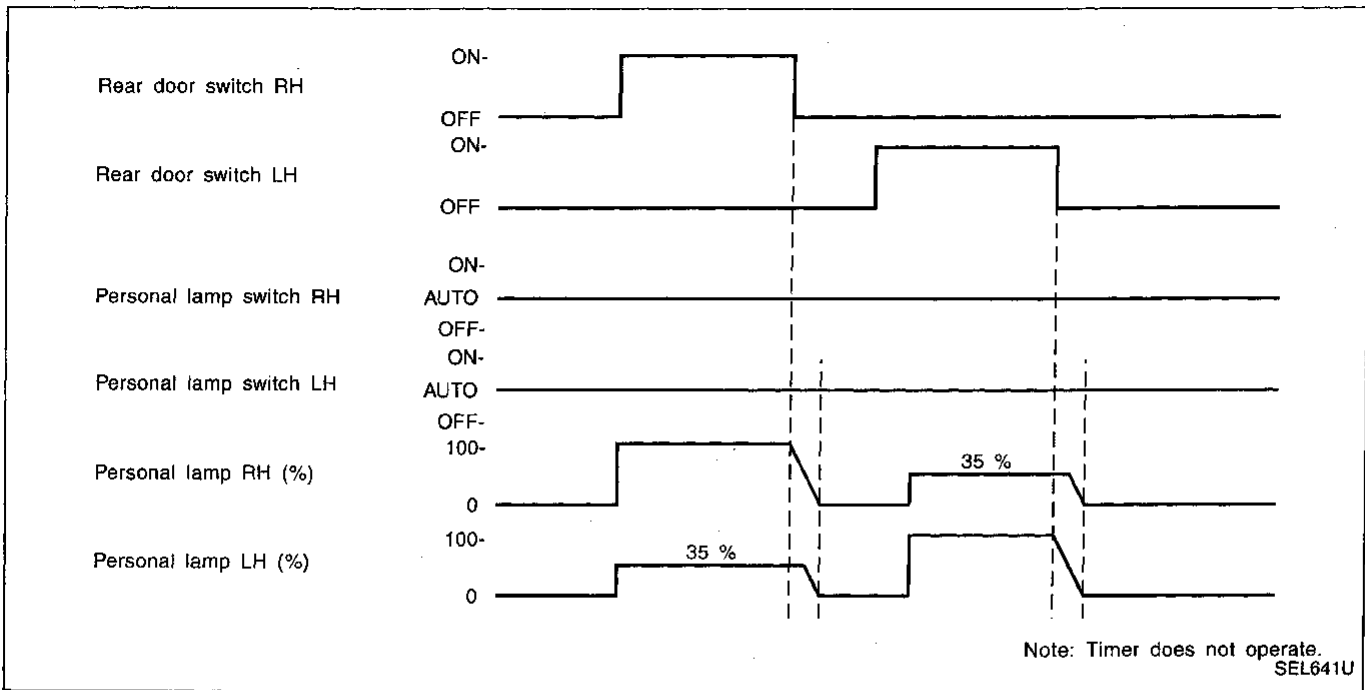 ON-
Rear door switch RH
OFF
ON-
Rear door switch LH
OFF
ON-
Personal lamp switch RH AUTO
OFF-
ON-
Personal lamp switch LH AUTO
OFF-
100-
Personal lamp RH (%) 35 %
0
100-
Personal lamp LH (%) 35 %
0
Note: Timer does not operate.
SEL641U